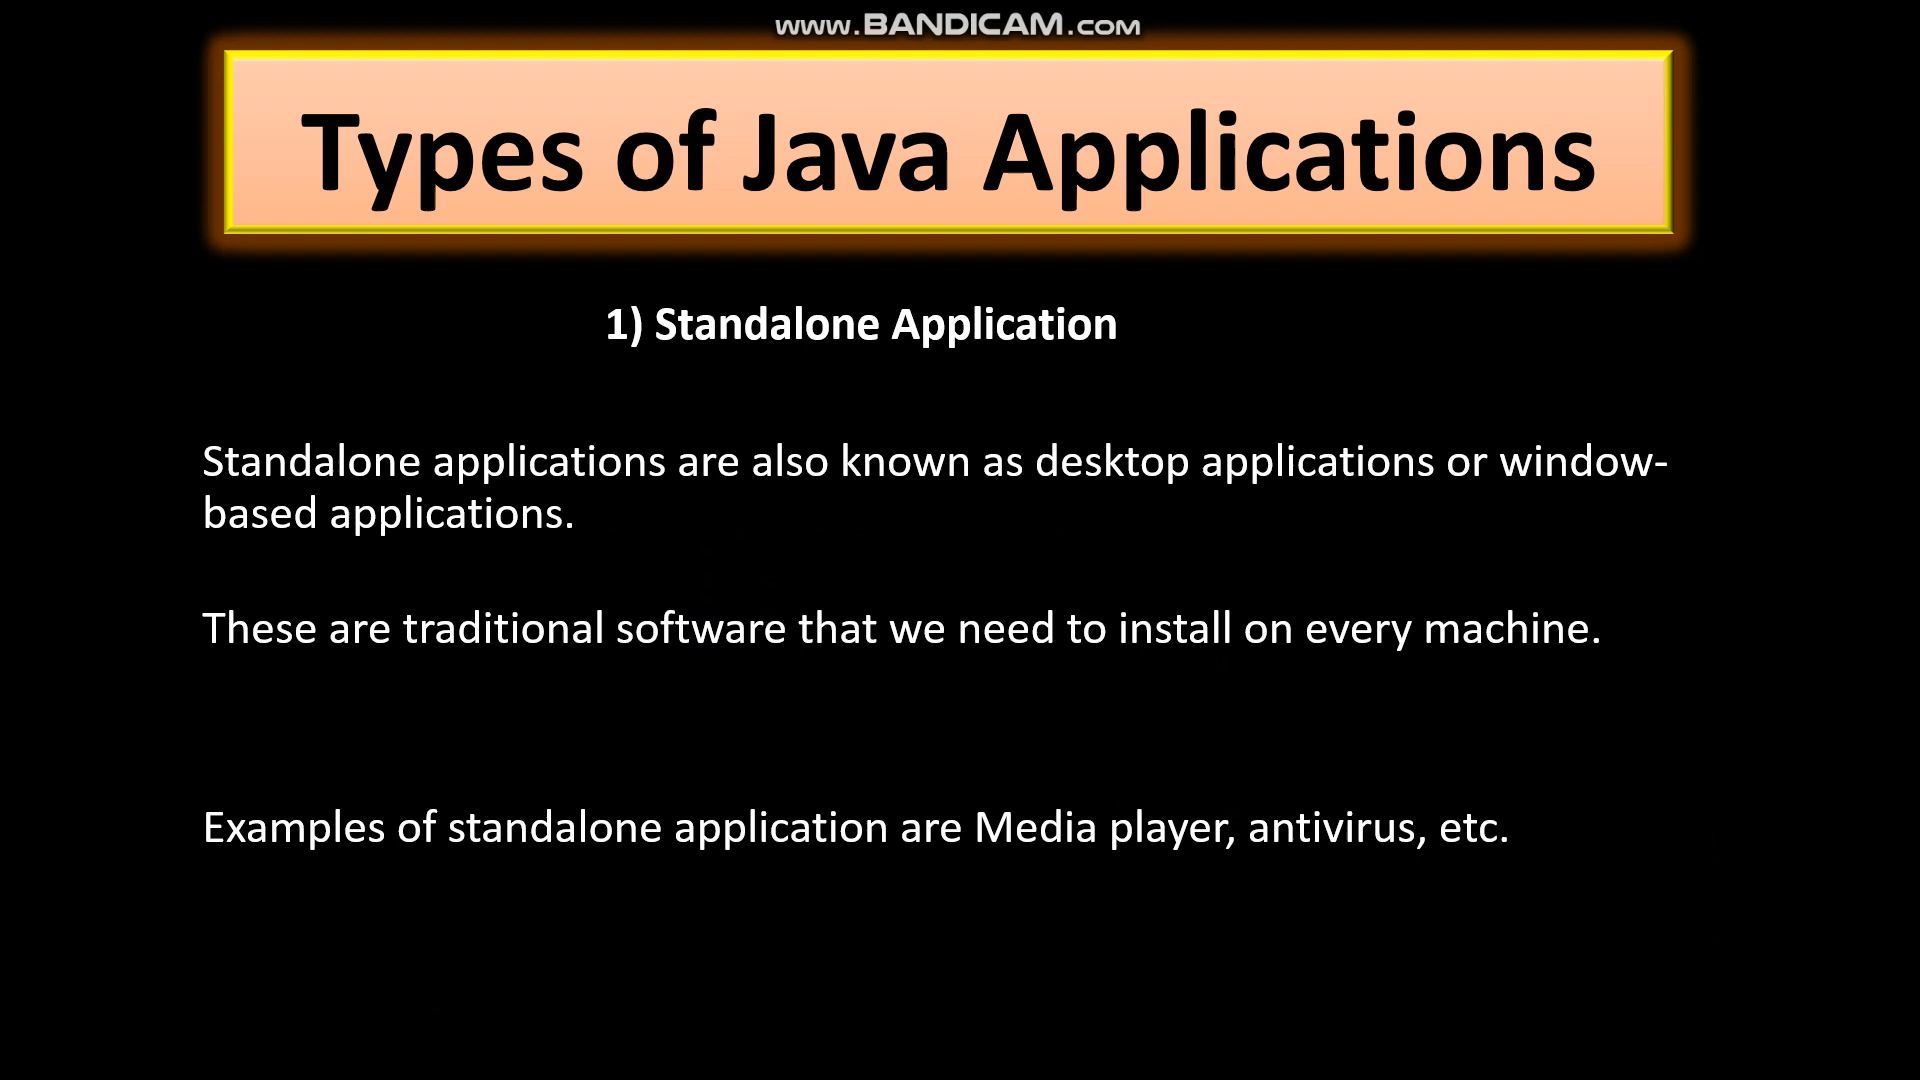 www.BANDICAM.com
Types of Java Applications
1) Standalone Application
Standalone applications are also known as desktop applications or window-
based applications.
These are traditional software that we need to install on every machine.
Examples of standalone application are Media player, antivirus, etc.